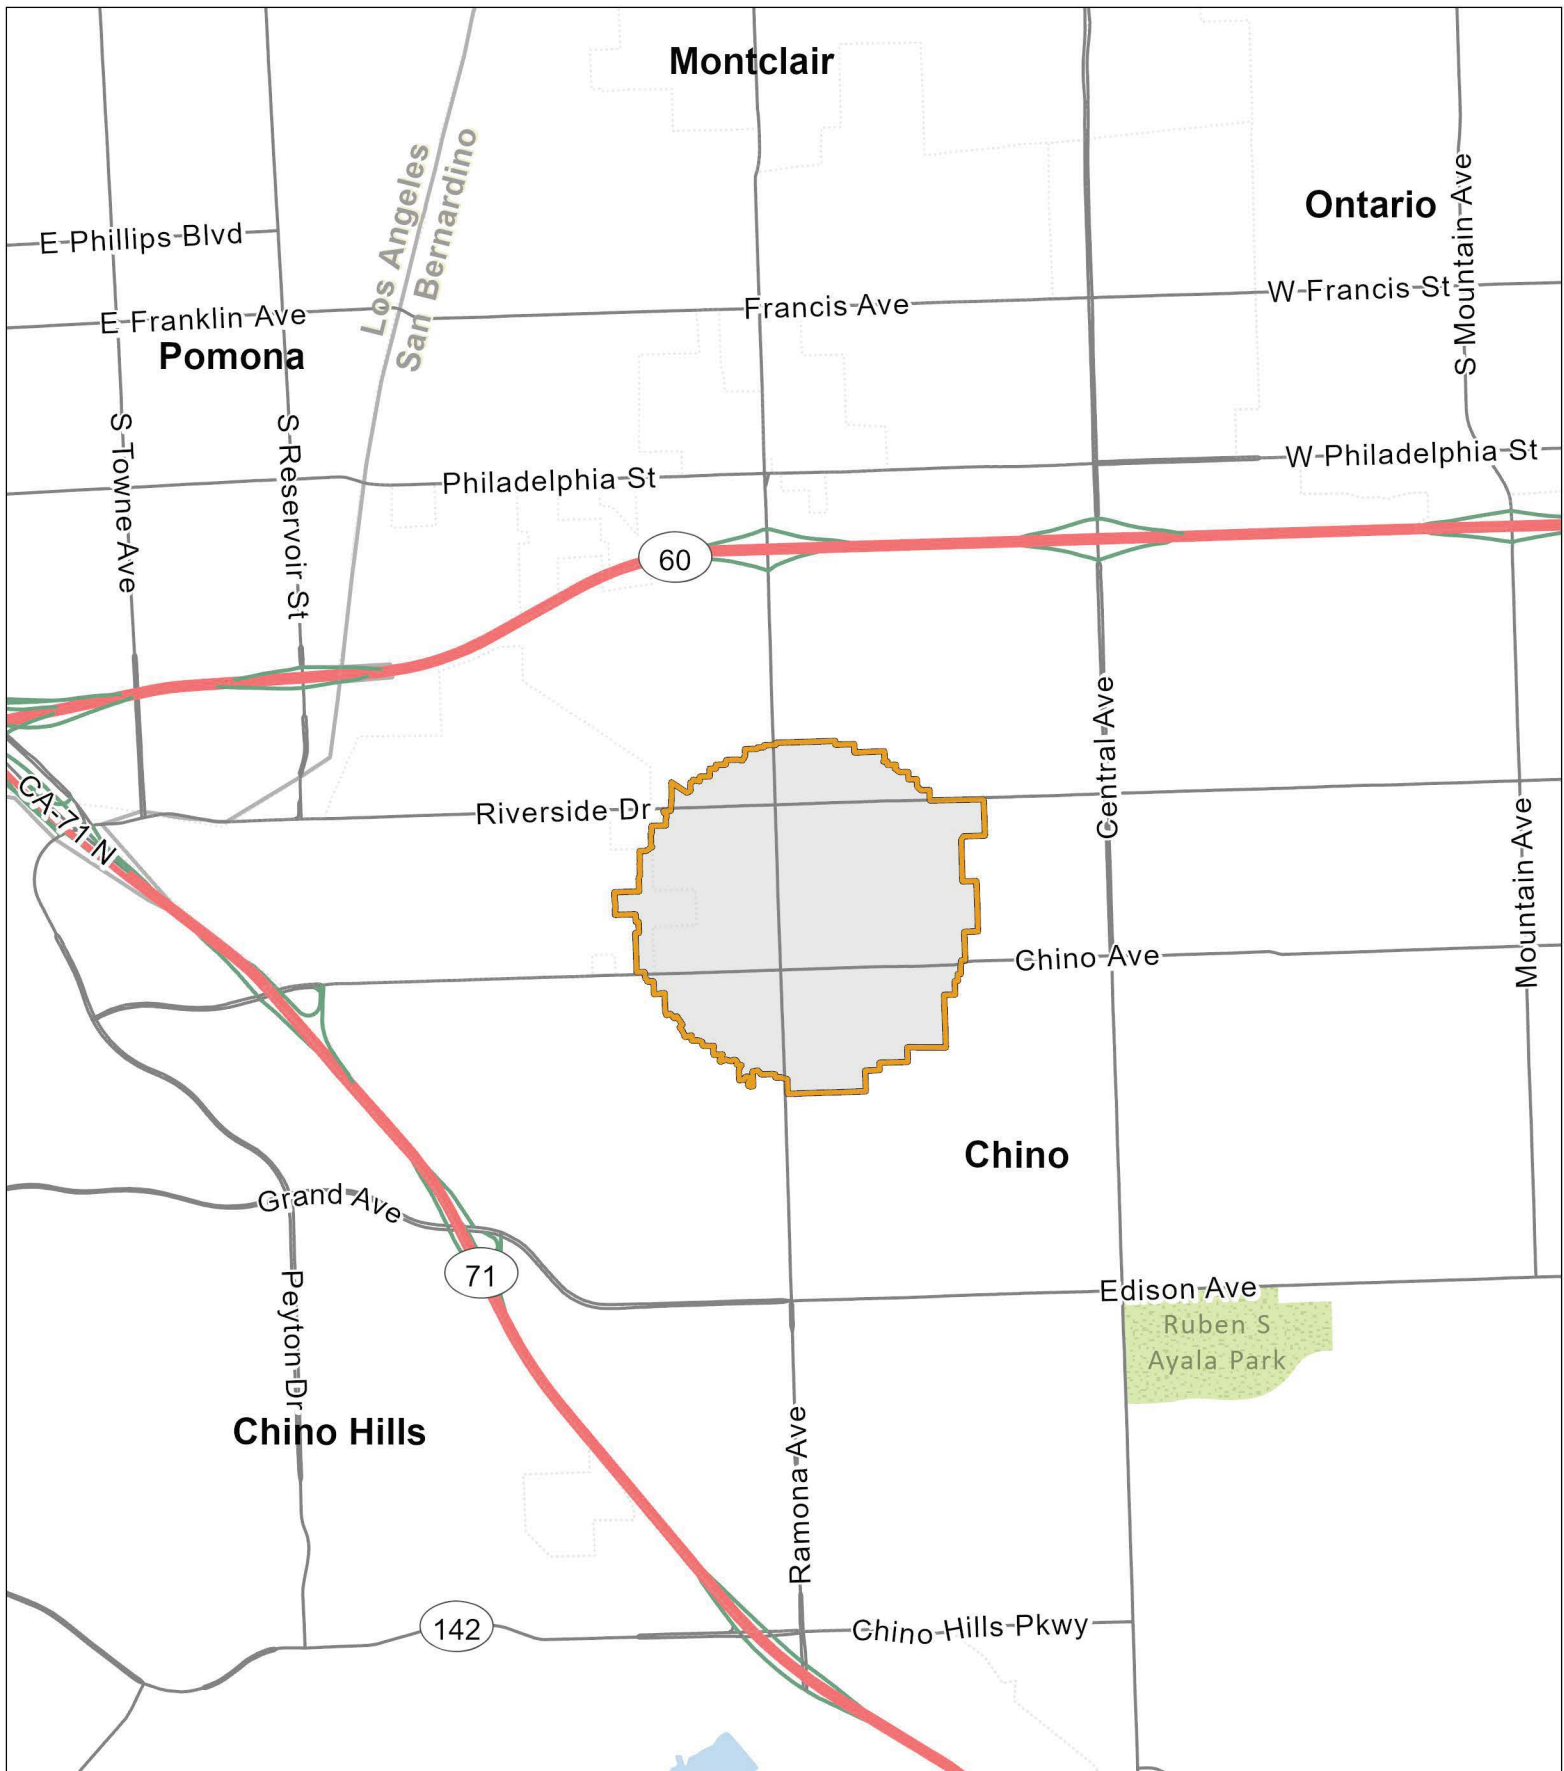 Montclair
Los Angeles
San Bernardino
Ontario
S Mountain Ave
E Phillips Blvd
W Francis St
Francis Ave
E Franklin Ave
Pomona
S Towne Ave
S Reservoir St
Philadelphia St
W Philadelphia St
60
Central Ave
CA-71 N
Riverside Dr
Mountain Ave
Chino Ave
Chino
Grand Ave
71
Edison Ave
Ruben S
Ayala Park
Peyton Dr
Chino Hills
Ramona Ave
142
Chino Hills Pkwy